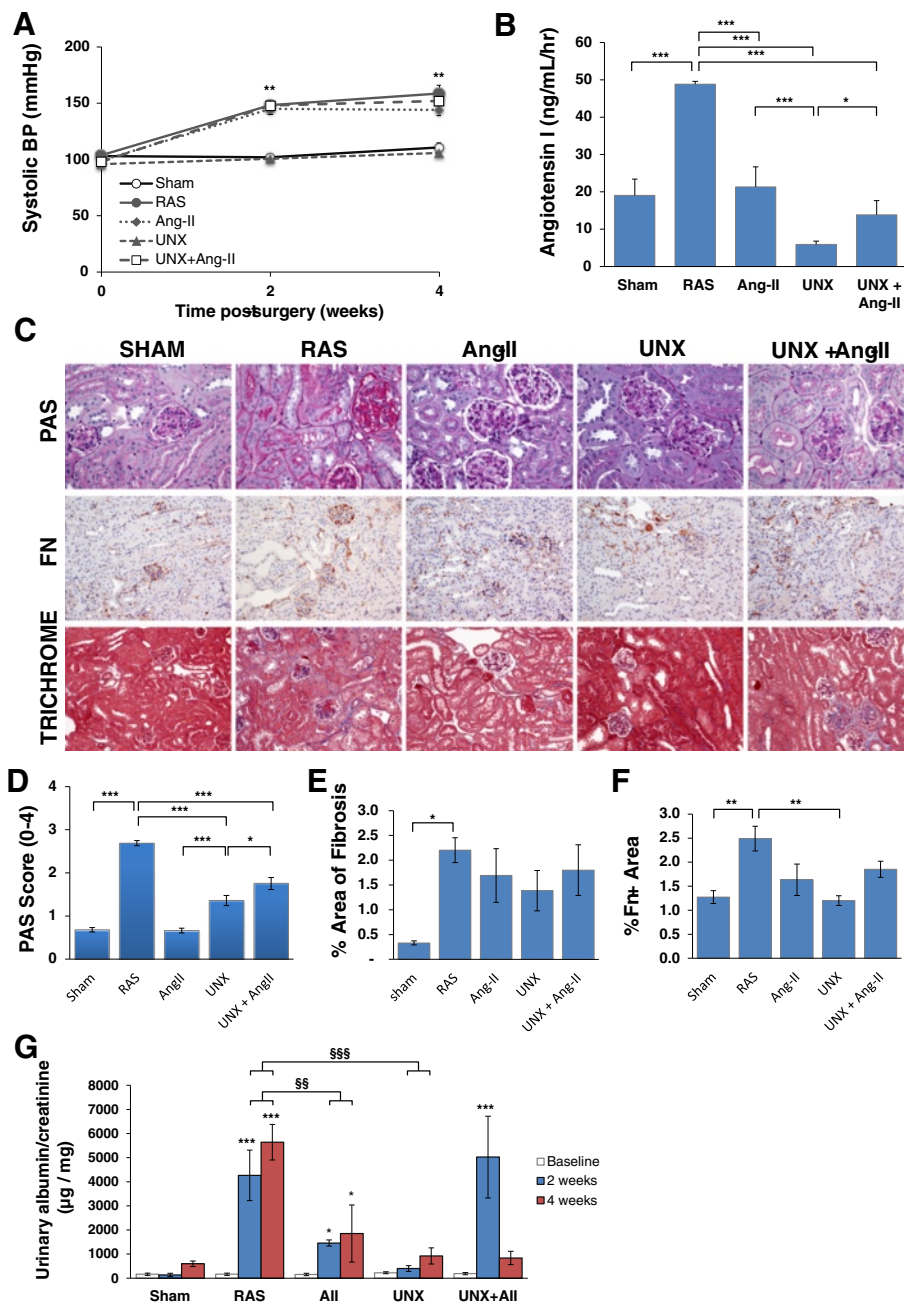 A
Systolic BP (mmHg)
200
150
100
50
0
**
**
Sham
RAS
Ang-II
UNX
UNX+Ang-II
0
2
4
Time post-surgery (weeks)
B
Angiotensin I (ng/mL/hr)
60
50
40
30
20
10
0
***
***
***
***
***
*
Sham
RAS
Ang-II
UNX
UNX +
Ang-II
C
SHAM
RAS
Ang-II
UNX
UNX +Ang-II
PAS
FN
TRICHROME
D
PAS Score (0-4)
4
3
2
1
0
***
***
***
***
*
Sham
RAS
AngII
UNX
UNX + AngII
E
% Area of Fibrosis
3.0
2.5
2.0
1.5
1.0
0.5
-
*
sham
RAS
Ang-II
UNX
UNX + Ang-II
F
%Fn+ Area
3.0
2.5
2.0
1.5
1.0
0.5
0.0
**
**
Sham
RAS
Ang-II
UNX
UNX + Ang-II
G
Urinary albumin/creatinine
(µg / mg)
8000
7000
6000
5000
4000
3000
2000
1000
0
§§§
§§
***
***
*
*
***
Baseline
2 weeks
4 weeks
Sham
RAS
AII
UNX
UNX+AII